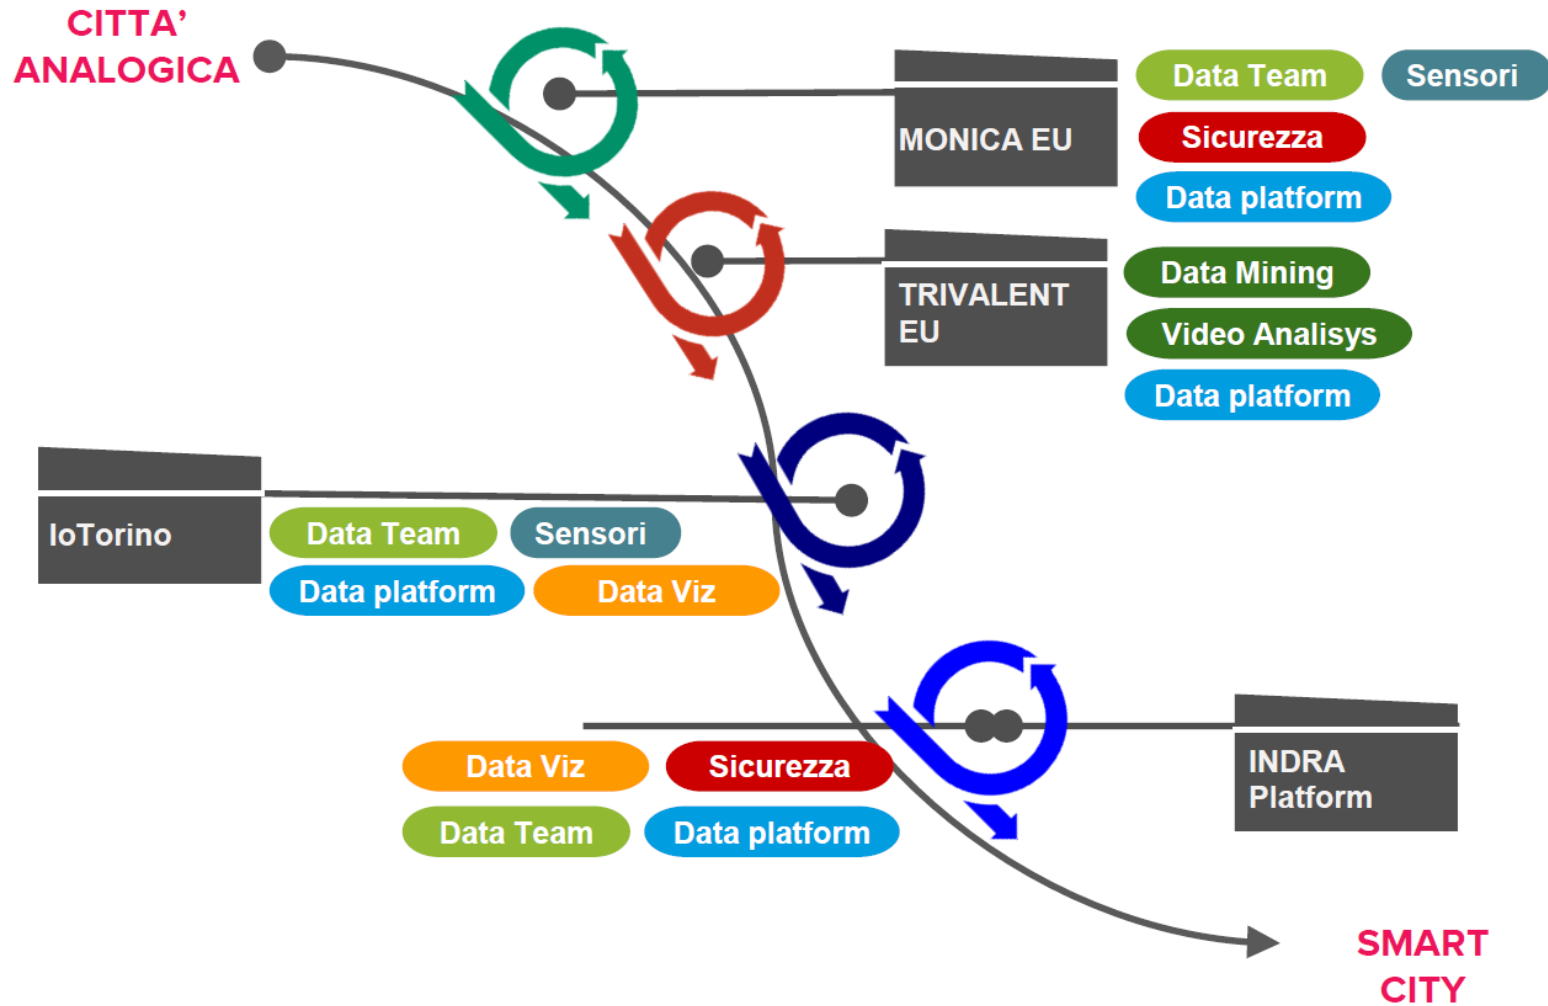 CITTA’
ANALOGICA
MONICA EU
Data Team
Sensori
Sicurezza
Data platform
TRIVALENT
EU
Data Mining
Video Analisys
Data platform
IoTorino
Data Team
Sensori
Data platform
Data Viz
INDRA
Platform
Data Viz
Sicurezza
Data Team
Data platform
SMART
CITY